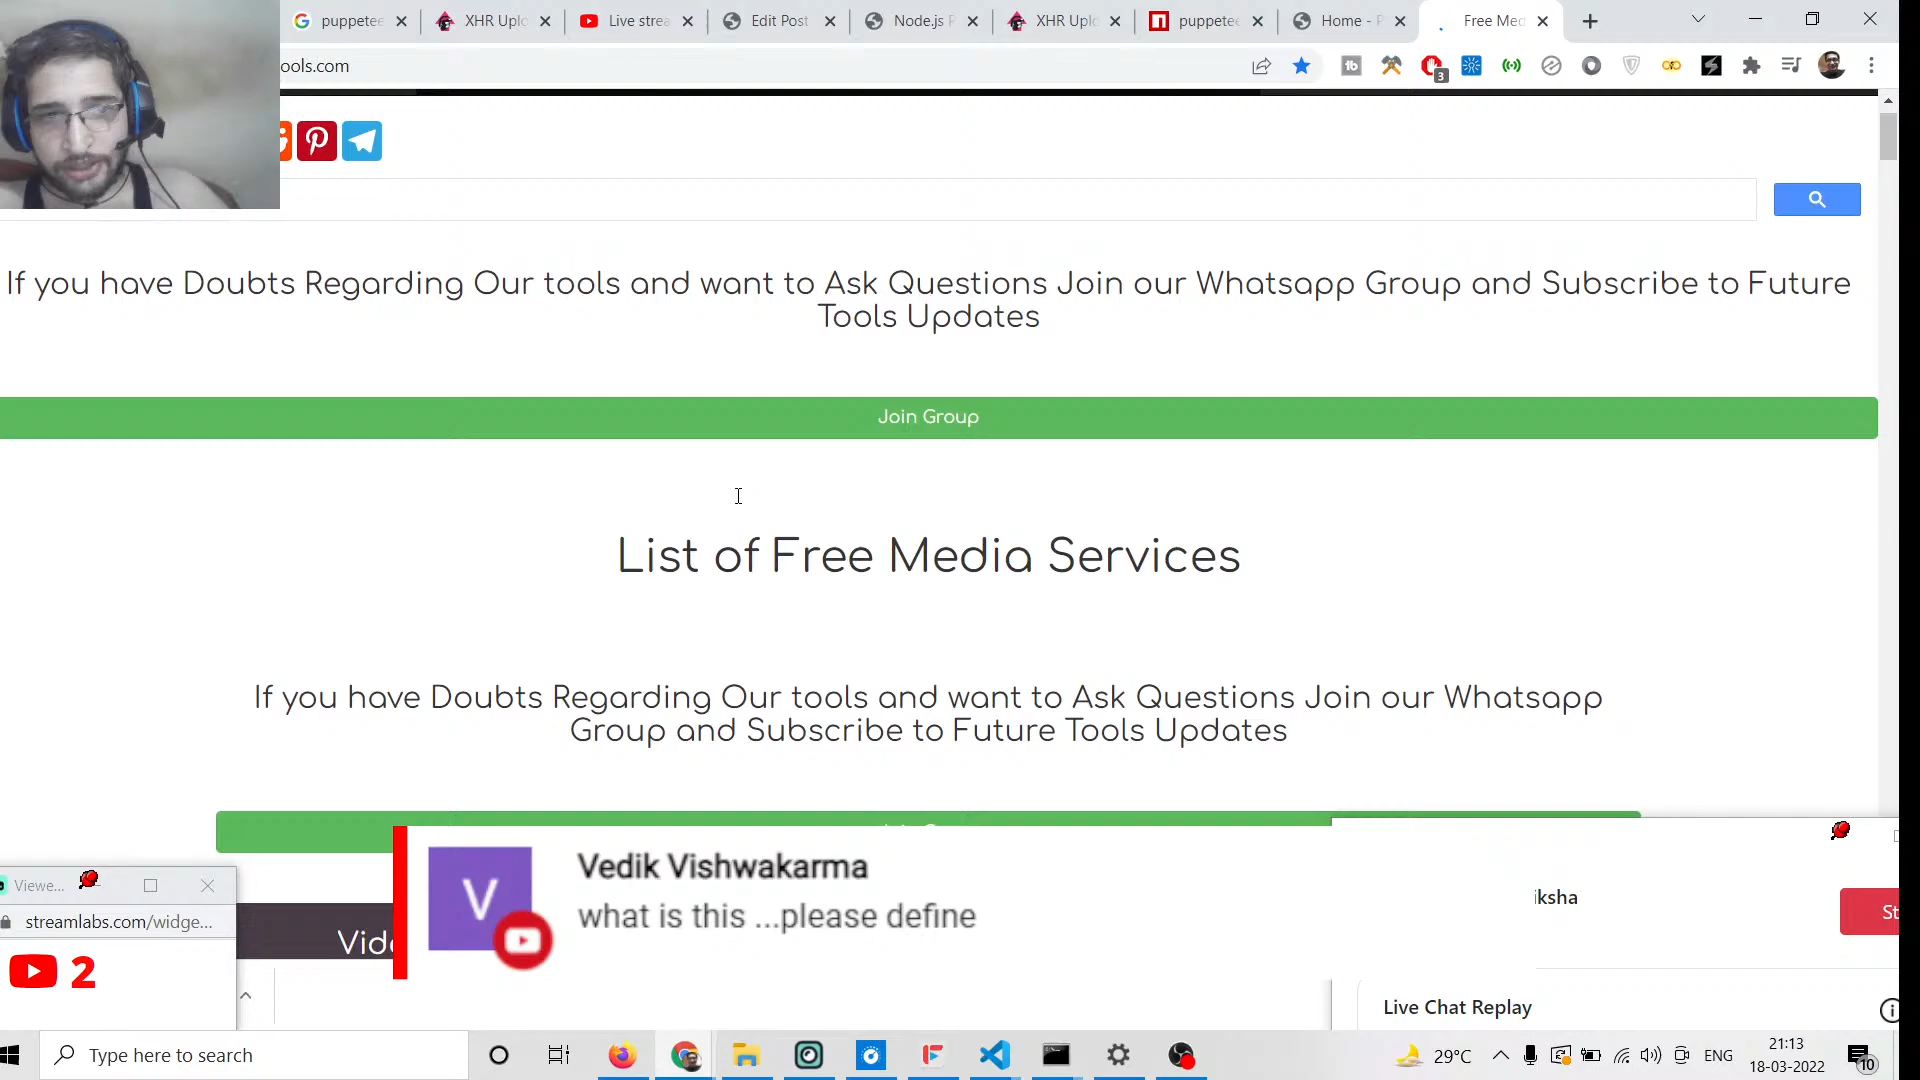 puppetee
XHR Uplo
Live strea
Edit Post
Node.js P
XHR Uplo
puppetee
Home - P
Free Med
ools.com
3
If you have Doubts Regarding Our tools and want to Ask Questions Join our Whatsapp Group and Subscribe to Future
Tools Updates
Join Group
List of Free Media Services
If you have Doubts Regarding Our tools and want to Ask Questions Join our Whatsapp
Group and Subscribe to Future Tools Updates
Viewe...
streamlabs.com/widge...
2
Vide
V
Vedik Vishwakarma
what is this ...please define
iksha
St
Live Chat Replay
Type here to search
29°C
ENG
21:13
18-03-2022
10